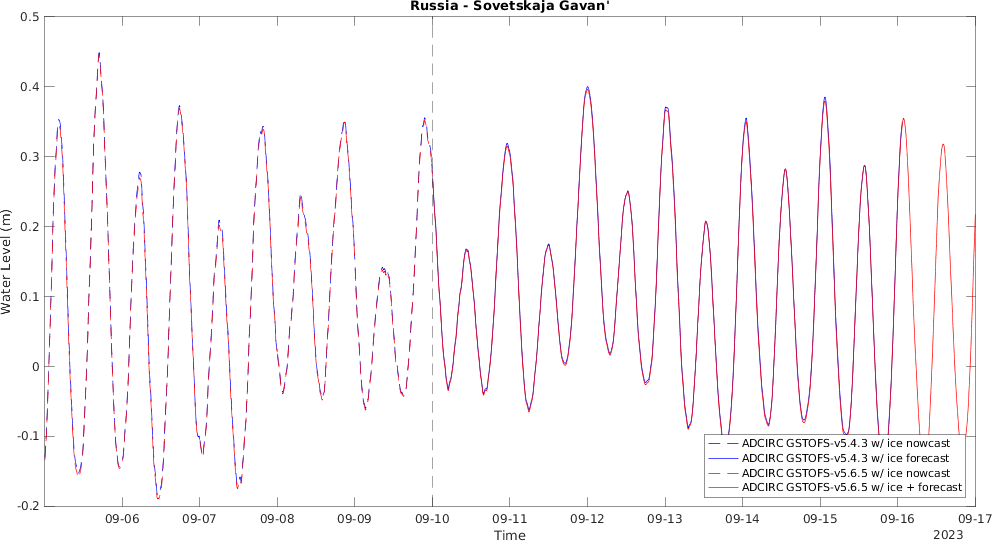 Russia - Sovetskaja Gavan'
0.5
0.4
0.3
0.2
0.1
0
-0.1
-0.2
Water Level (m)
ADCIRC GSTOFS-v5.4.3 w/ ice nowcast
ADCIRC GSTOFS-v5.4.3 w/ ice forecast
ADCIRC GSTOFS-v5.6.5 w/ ice nowcast
ADCIRC GSTOFS-v5.6.5 w/ ice + forecast
09-06 09-07 09-08 09-09 09-10 09-11 09-12 09-13 09-14 09-15 09-16 09-17
Time
2023